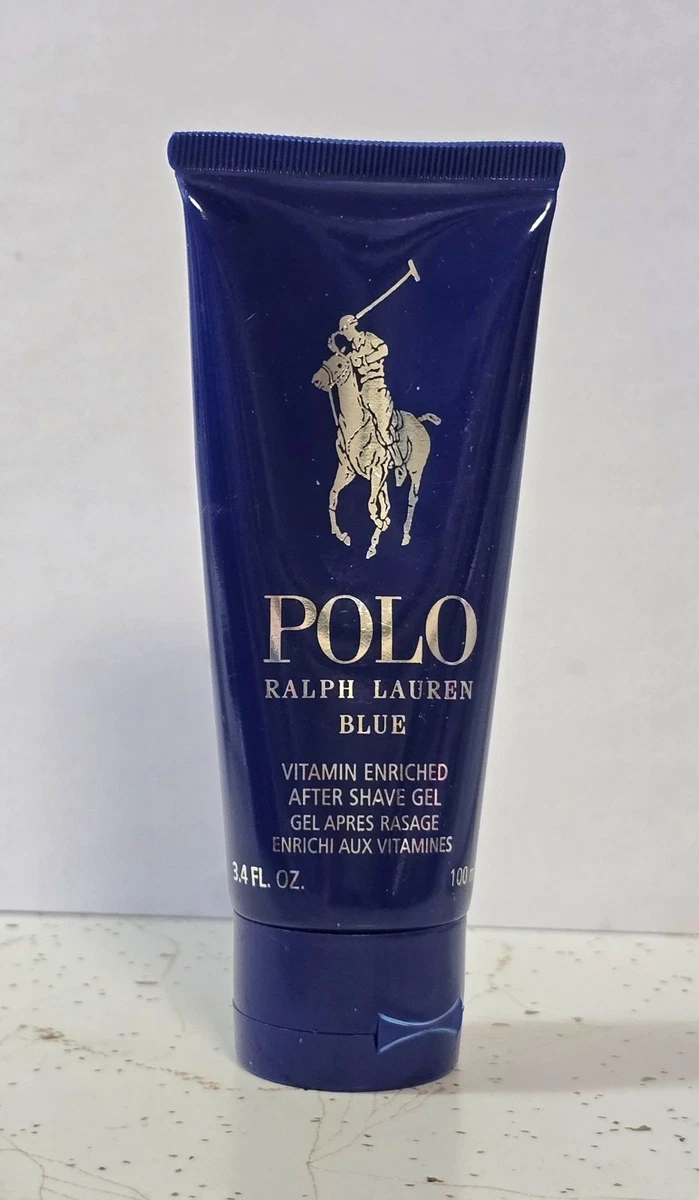 POLO
RALPH LAUREN
BLUE
VITAMIN ENRICHED
AFTER SHAVE GEL
GEL APRES RASAGE
ENRICHI AUX VITAMINES
3.4 FL. OZ. 100